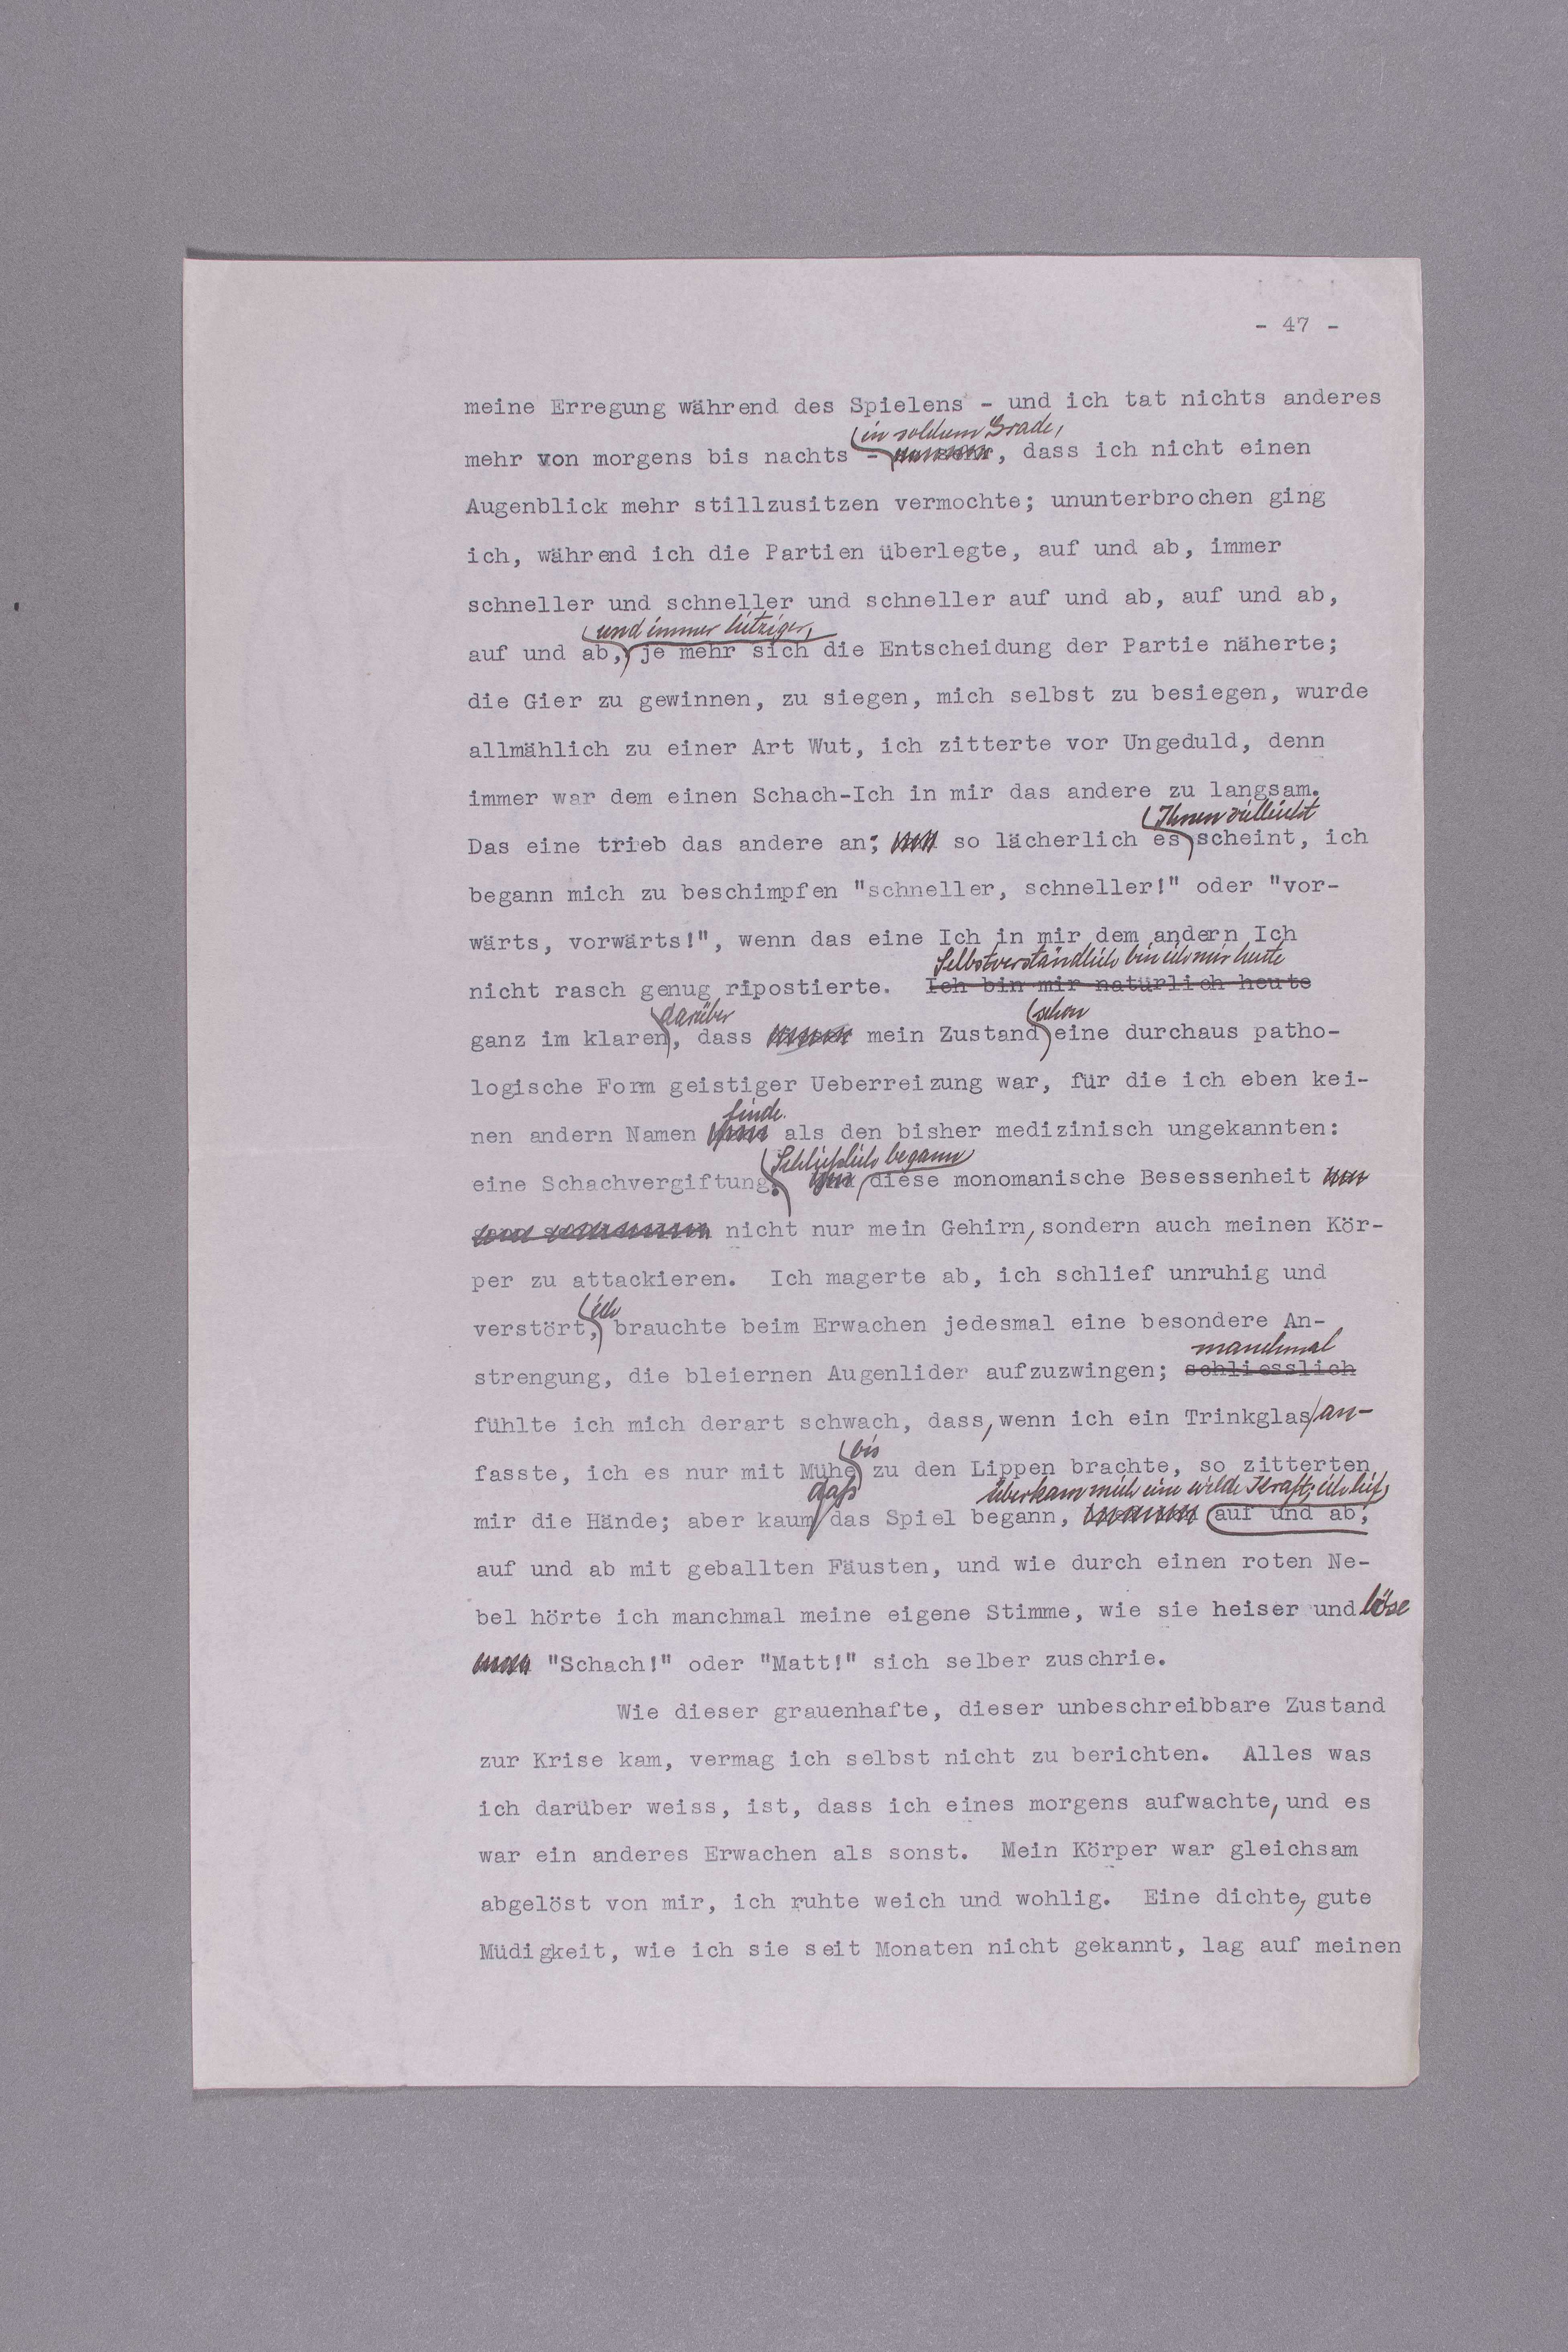 - 47 -
meine Erregung während des Spielens - und ich tat nichts anderes
in solchem Grade,
mehr von morgens bis nachts - , dass ich nicht einen
Augenblick mehr stillzusitzen vermochte; ununterbrochen ging
ich, während ich die Partien überlegte, auf und ab, immer
schneller und schneller und schneller auf und ab, auf und ab,
und immer hitziger,
auf und ab, je mehr sich die Entscheidung der Partie näherte;
die Gier zu gewinnen, zu siegen, mich selbst zu besiegen, wurde
allmählich zu einer Art Wut, ich zitterte vor Ungeduld, denn
immer war dem einen Schach-Ich in mir das andere zu langsam.
Ihnen vielleicht
Das eine trieb das andere an; so lächerlich es scheint, ich
begann mich zu beschimpfen "schneller, schneller!" oder "vor-
wärts, vorwärts!", wenn das eine Ich in mir dem andern Ich
Selbstverständlich bin ich mir heute
nicht rasch genug ripostierte. Ich bin mir natürlich heute
darüber schon
ganz im klaren, dass mein Zustand eine durchaus patho-
logische Form geistiger Ueberreizung war, für die ich eben kei-
finde.
nen andern Namen als den bisher medizinisch ungekannten:
Schließlich begann
eine Schachvergiftung. diese monomanische Besessenheit
nicht nur mein Gehirn, sondern auch meinen Kör-
per zu attackieren. Ich magerte ab, ich schlief unruhig und
ich
verstört, brauchte beim Erwachen jedesmal eine besondere An-
manchmal
strengung, die bleiernen Augenlider aufzuzwingen; schliesslich
fühlte ich mich derart schwach, dass, wenn ich ein Trinkglas an-
bis
fasste, ich es nur mit Mühe zu den Lippen brachte, so zitterten
daß überkam mich eine wilde Kraft; ich lief,
mir die Hände; aber kaum das Spiel begann, auf und ab,
auf und ab mit geballten Fäusten, und wie durch einen roten Ne-
bel hörte ich manchmal meine eigene Stimme, wie sie heiser und böse
"Schach!" oder "Matt!" sich selber zuschrie.
Wie dieser grauenhafte, dieser unbeschreibbare Zustand
zur Krise kam, vermag ich selbst nicht zu berichten. Alles was
ich darüber weiss, ist, dass ich eines morgens aufwachte, und es
war ein anderes Erwachen als sonst. Mein Körper war gleichsam
abgelöst von mir, ich ruhte weich und wohlig. Eine dichte, gute
Müdigkeit, wie ich sie seit Monaten nicht gekannt, lag auf meinen